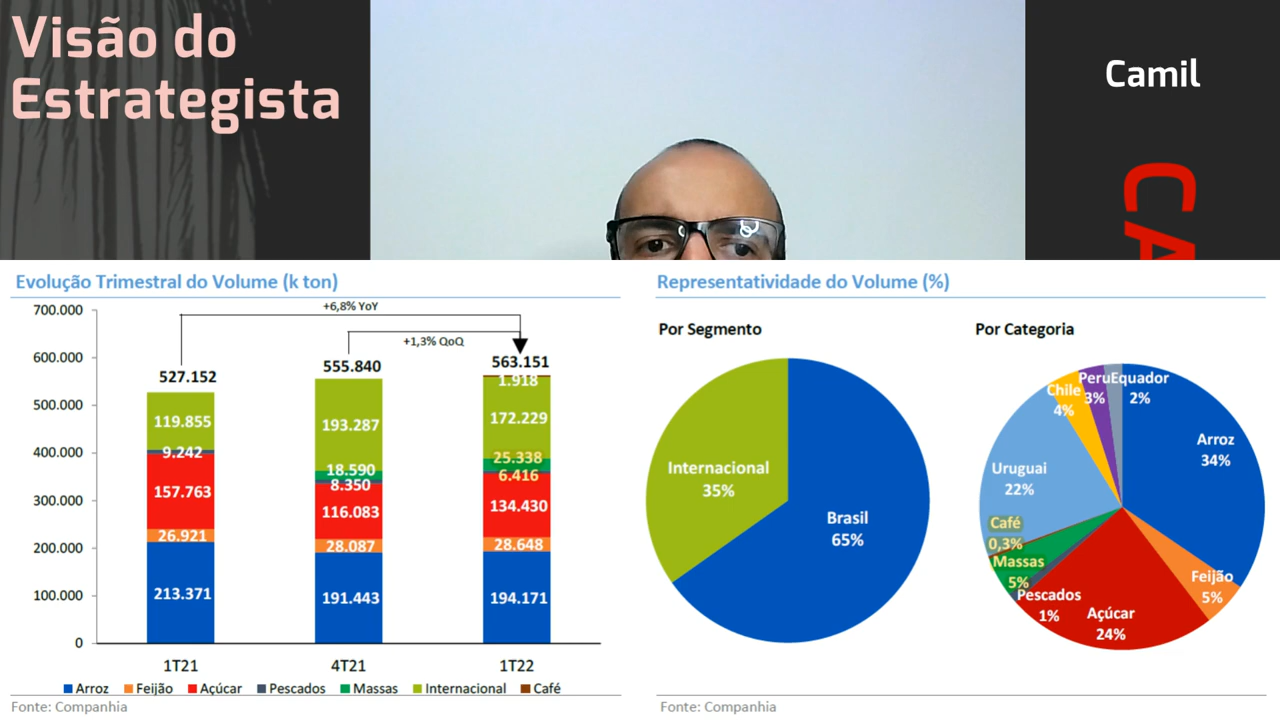 Visão do
Estrategista
Camil
CA
Evolução Trimestral do Volume (k ton)
+6,8% YoY
+1,3% QoQ
700.000
600.000
500.000
400.000
300.000
200.000
100.000
0
527.152
119.855
9.242
157.763
26.921
213.371
555.840
193.287
18.590
8.350
116.083
28.087
191.443
563.151
1.918
172.229
25.338
6.416
134.430
28.648
194.171
1T21
4T21
1T22
Arroz
Feijão
Açúcar
Pescados
Massas
Internacional
Café
Fonte: Companhia
Representatividade do Volume (%)
Por Segmento
Internacional
35%
Brasil
65%
Por Categoria
Peru
3%
Equador
2%
Chile
4%
Arroz
34%
Uruguai
22%
Café
0,3%
Massas
5%
Pescados
1%
Açúcar
24%
Feijão
5%
Fonte: Companhia